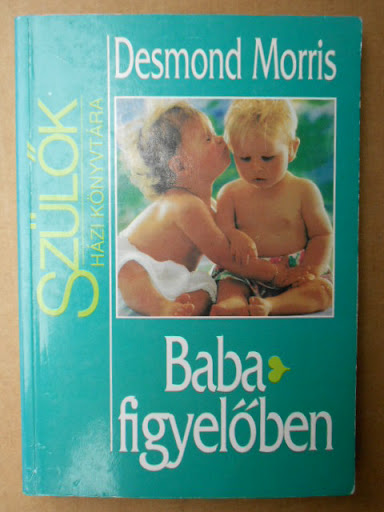 Desmond Morris
SZÜLŐK
HÁZI KÖNYVTÁRA
Baba
figyelőben